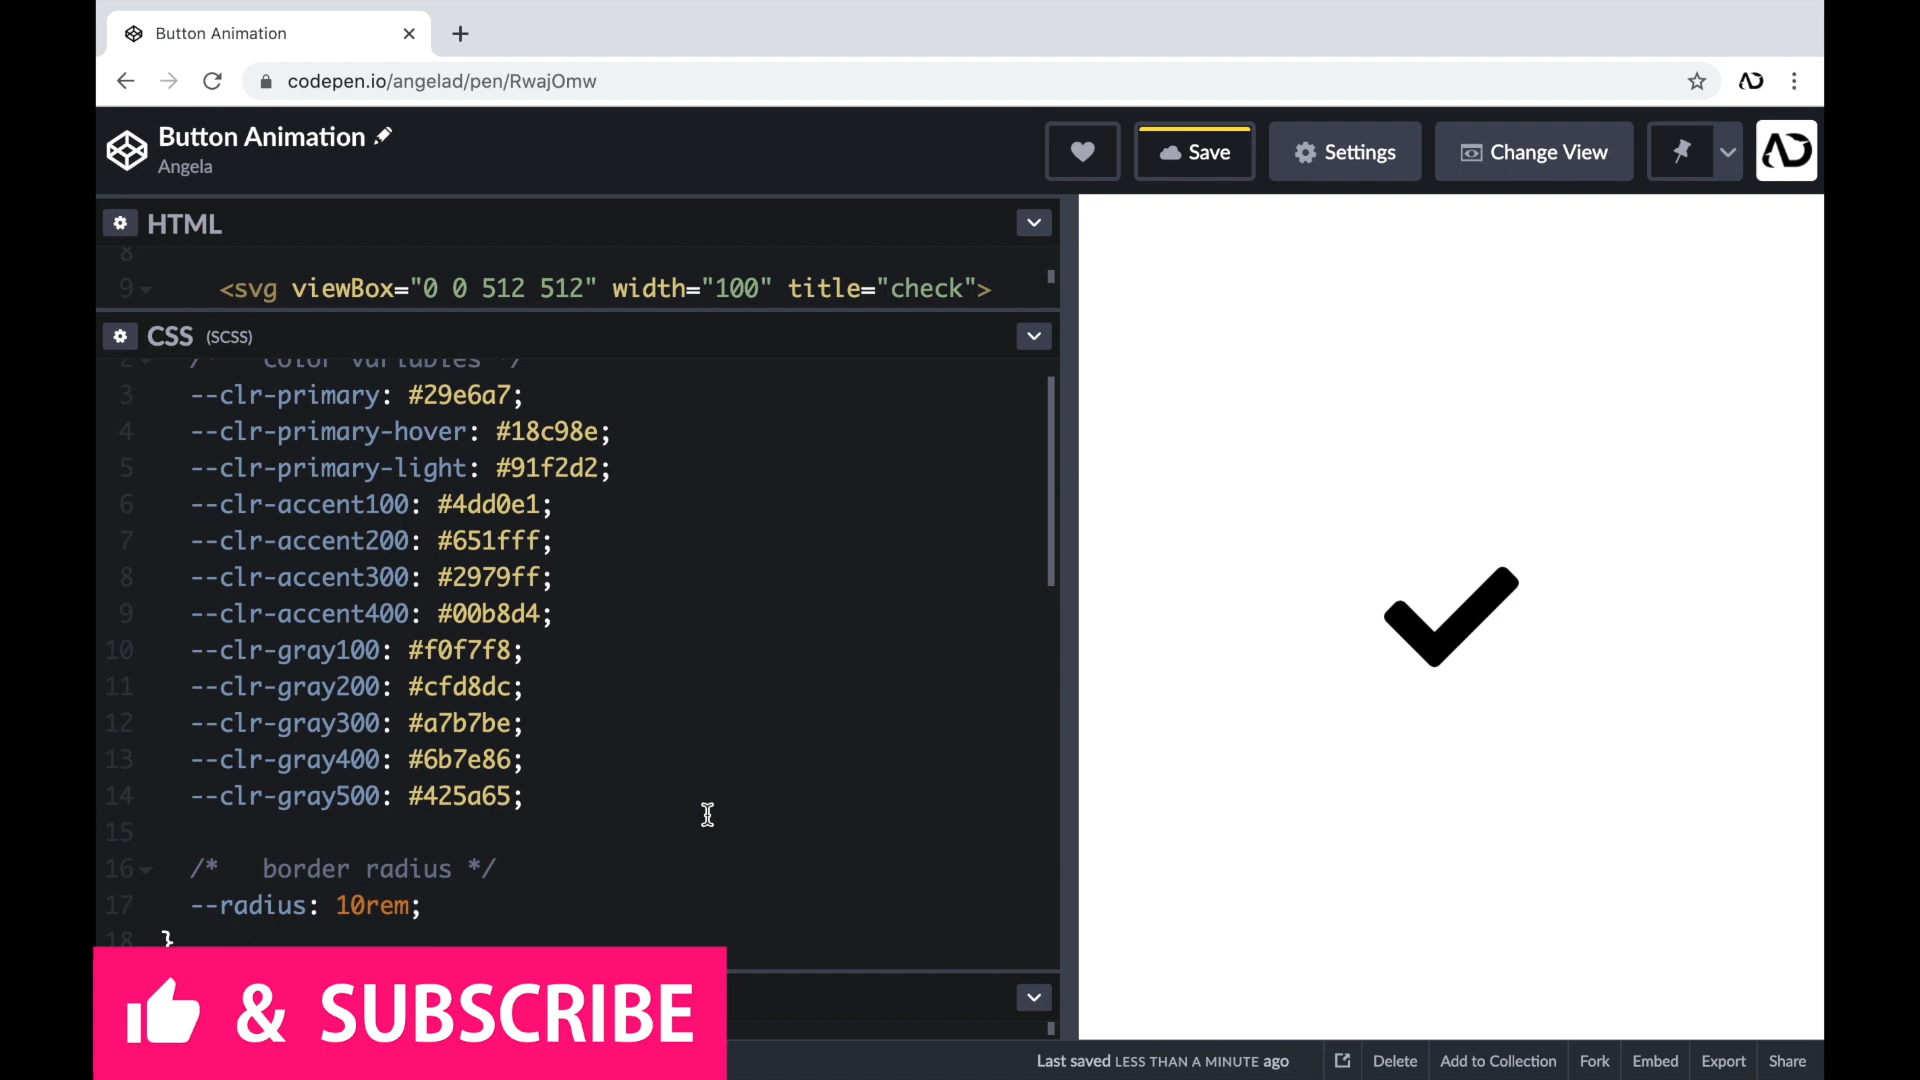 Button Animation
codepen.io/angelad/pen/RwajOmw
Button Animation
Angela
Save
Settings
Change View
HTML
8
9 <svg viewBox="0 0 512 512" width="100" title="check">
CSS (SCSS)
2 /* color variables */
3 --clr-primary: #29e6a7;
4 --clr-primary-hover: #18c98e;
5 --clr-primary-light: #91f2d2;
6 --clr-accent100: #4dd0e1;
7 --clr-accent200: #651fff;
8 --clr-accent300: #2979ff;
9 --clr-accent400: #00b8d4;
10 --clr-gray100: #f0f7f8;
11 --clr-gray200: #cfd8dc;
12 --clr-gray300: #a7b7be;
13 --clr-gray400: #6b7e86;
14 --clr-gray500: #425a65;
15
16 /* border radius */
17 --radius: 10rem;
18 }
& SUBSCRIBE
Last saved LESS THAN A MINUTE ago
Delete
Add to Collection
Fork
Embed
Export
Share